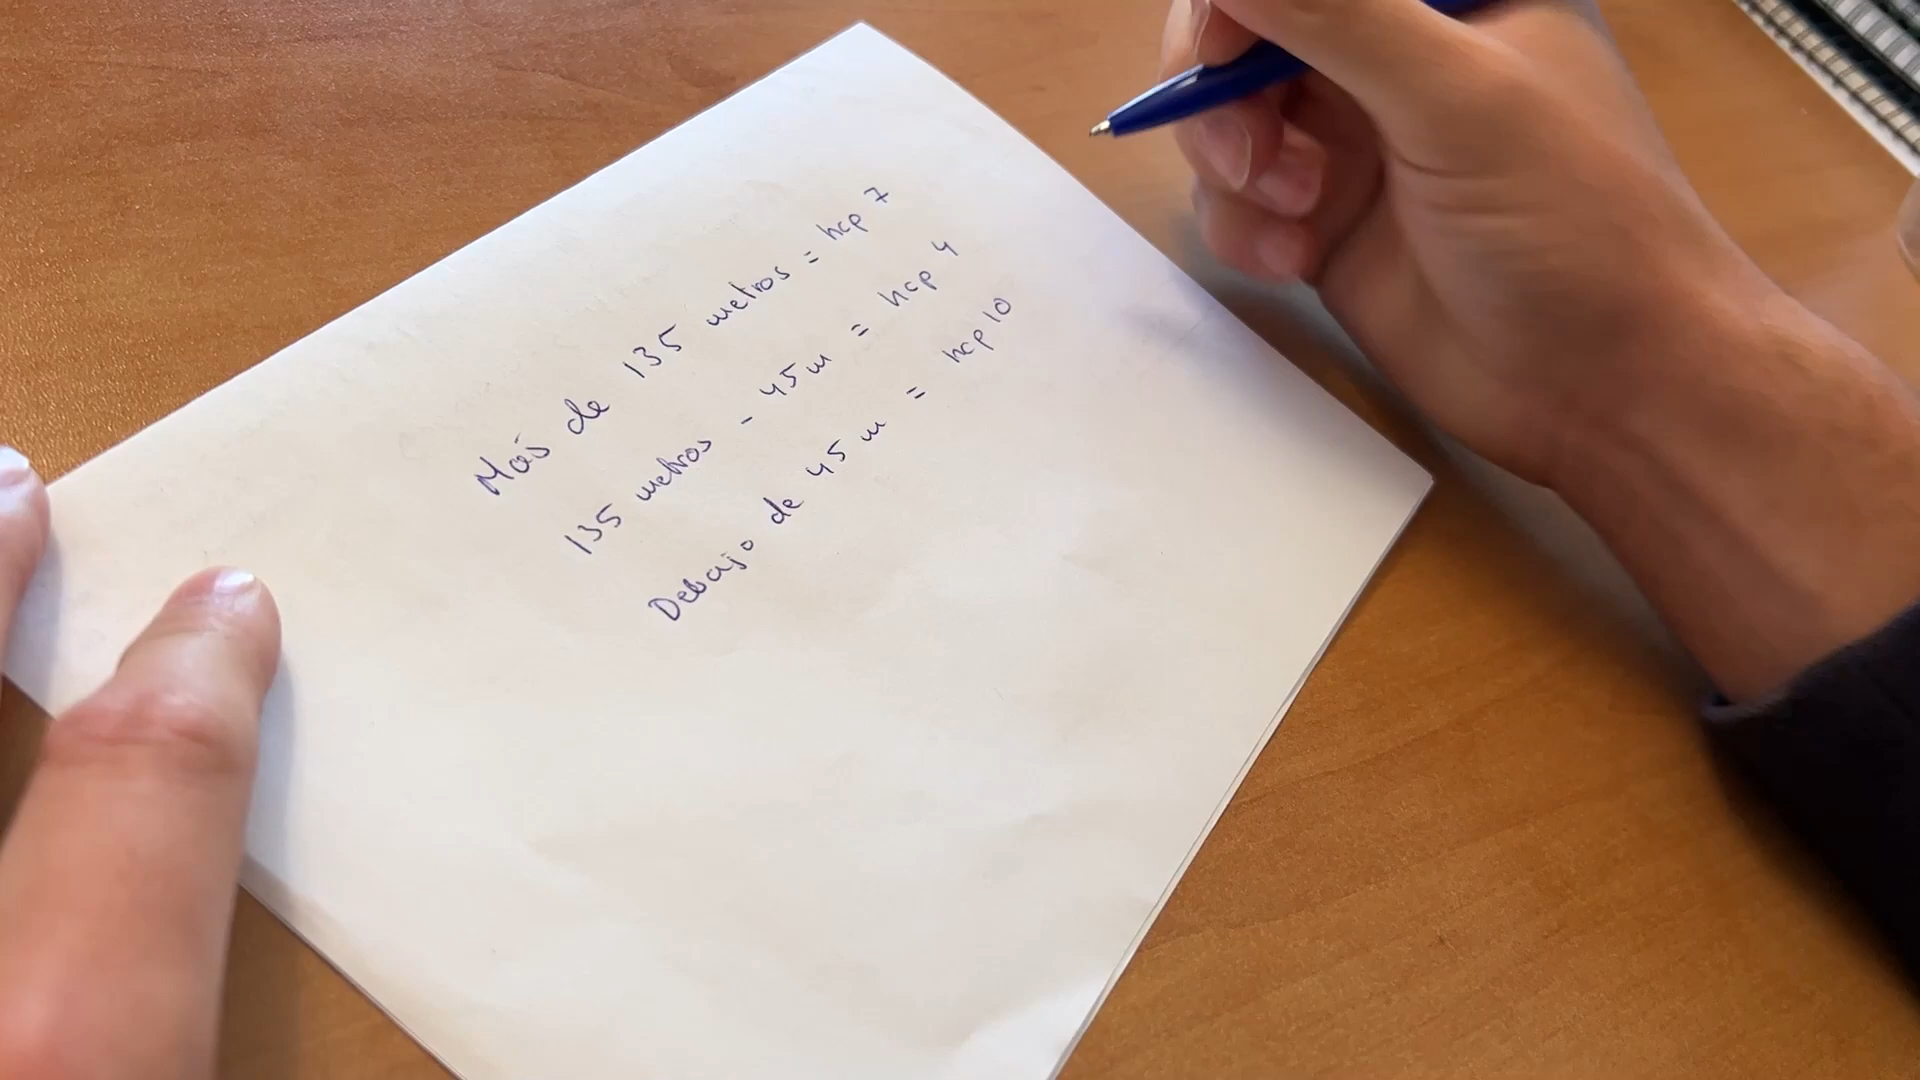 Más de 135 metros = hcp 7
135 metros - 45 m = hcp 4
Debajo de 45 m = hcp 10